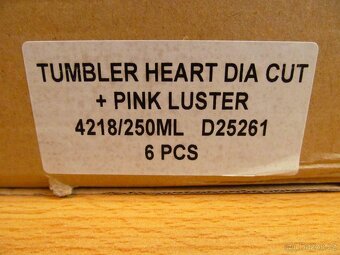 TUMBLER HEART DIA CUT
+ PINK LUSTER
4218/250ML D25261
6 PCS